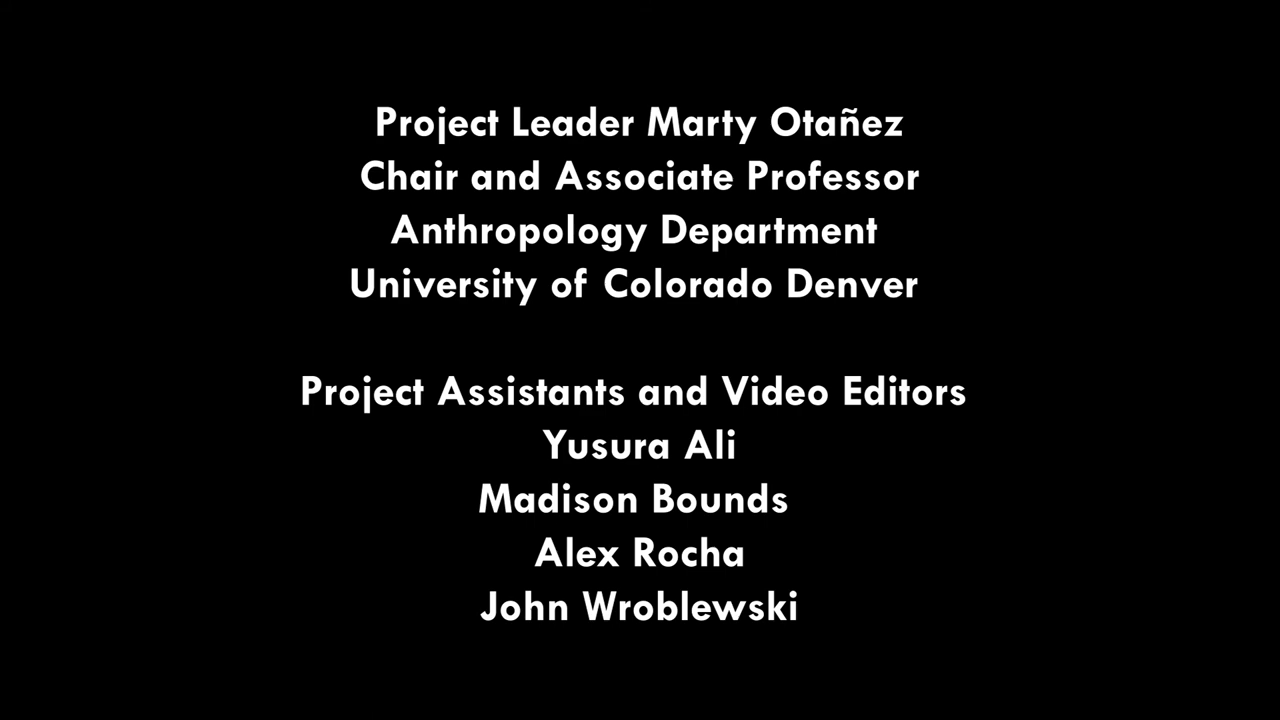 Project Leader Marty Otañez
Chair and Associate Professor
Anthropology Department
University of Colorado Denver
Project Assistants and Video Editors
Yusura Ali
Madison Bounds
Alex Rocha
John Wroblewski